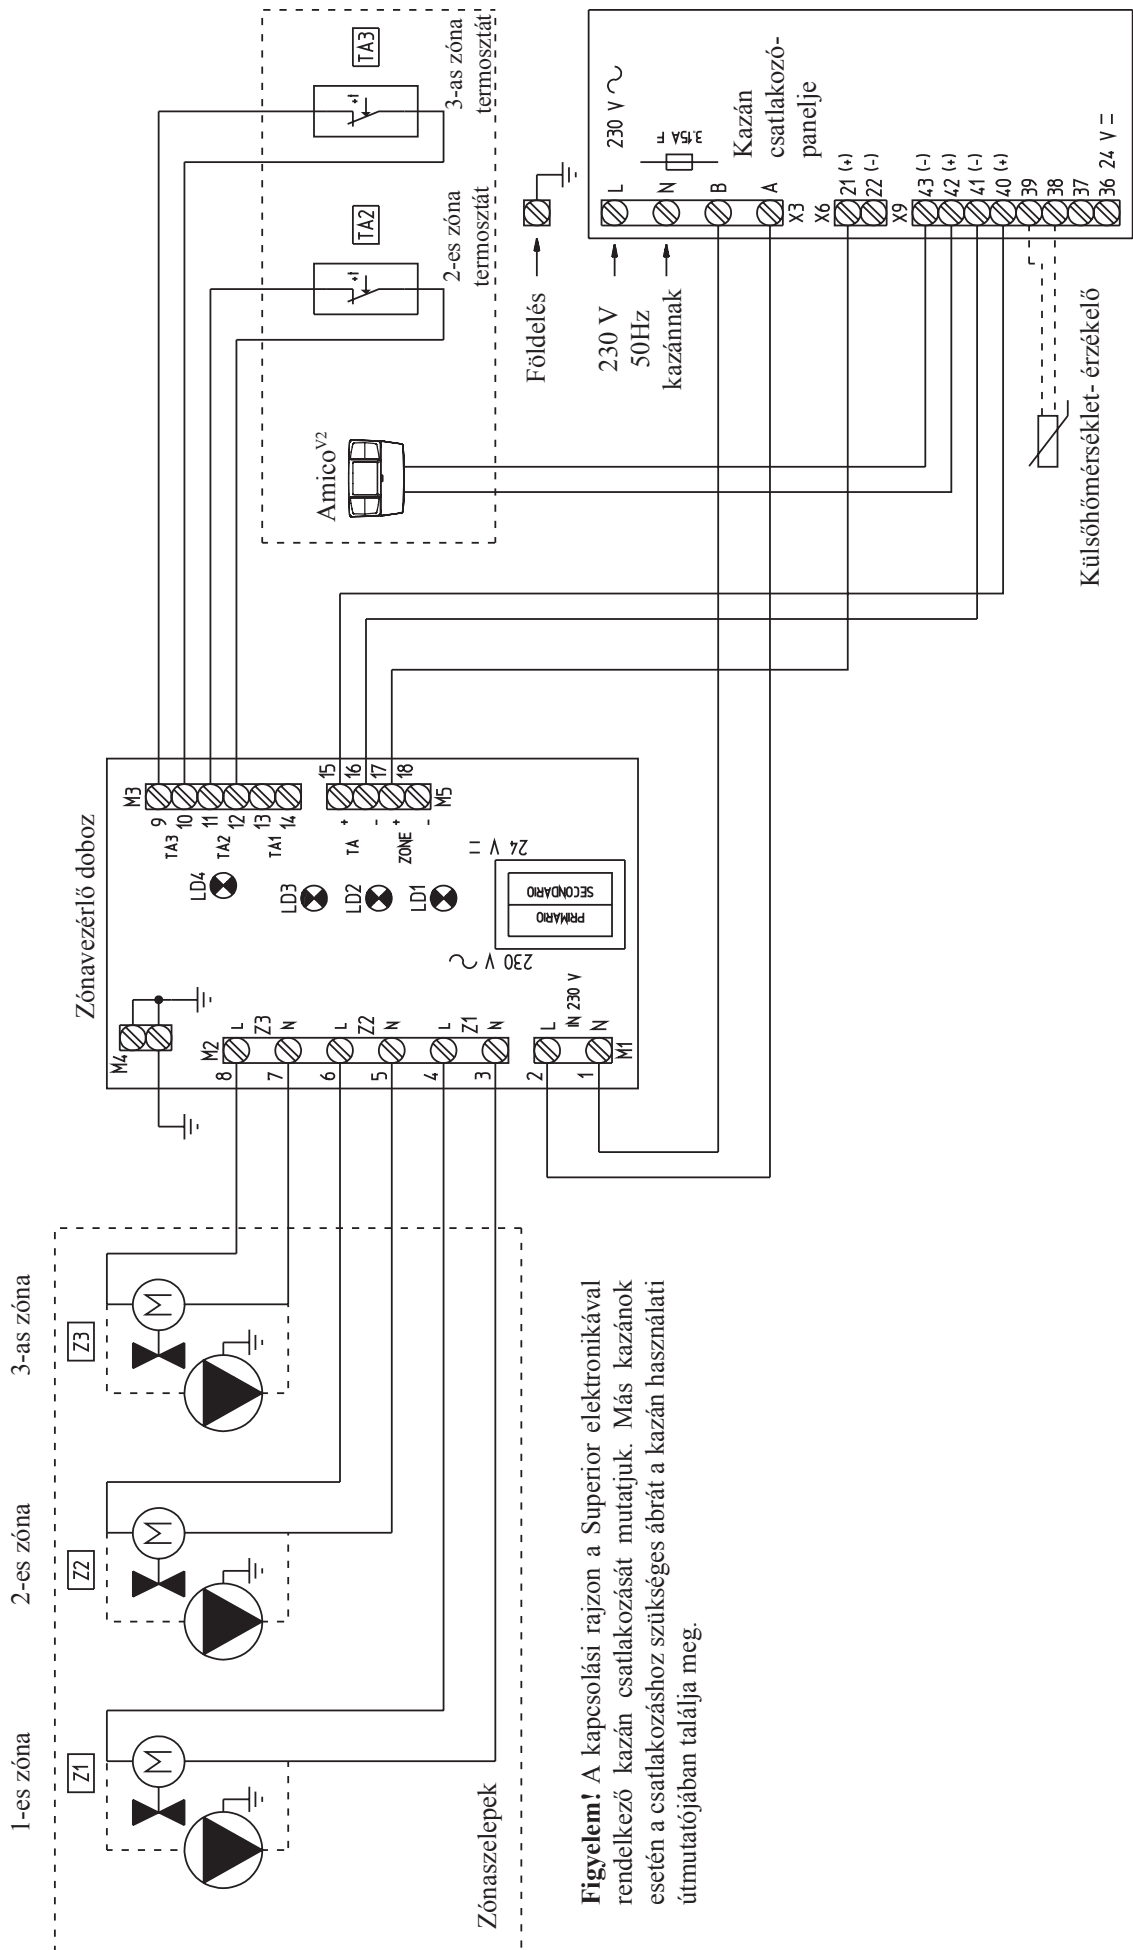 1-es zóna
2-es zóna
3-as zóna
Z1
Z2
Z3
M
M
M
Zónaszelepek
Zónavezérlő doboz
M4
M2
8 L
Z3
7 N
6 L
Z2
5 N
4 L
Z1
3 N
2 L
IN 230 V
1 N
M1
230 V
PRIMARIO
SECONDARIO
24 V
LD4
LD3
LD2
LD1
M3
9
TA3
10
11
TA2
12
13
TA1
14
15 +
TA
16 -
17 +
ZONE
18 -
M5
Amico V2
TA2
2-es zóna
termosztát
TA3
3-as zóna
termosztát
Földelés
230 V
50Hz
kazánnak
L
N
B
A
X3
230 V
3.15A F
Kazán
csatlakozó-
panelje
X6
21 (+)
22 (-)
X9
43 (-)
42 (+)
41 (-)
40 (+)
39
38
37
36
24 V
Külsőhőmérséklet- érzékelő
Figyelem! A kapcsolási rajzon a Superior elektronikával
rendelkező kazán csatlakozását mutatjuk. Más kazánok
esetén a csatlakozáshoz szükséges ábrát a kazán használati
útmutatójában találja meg.